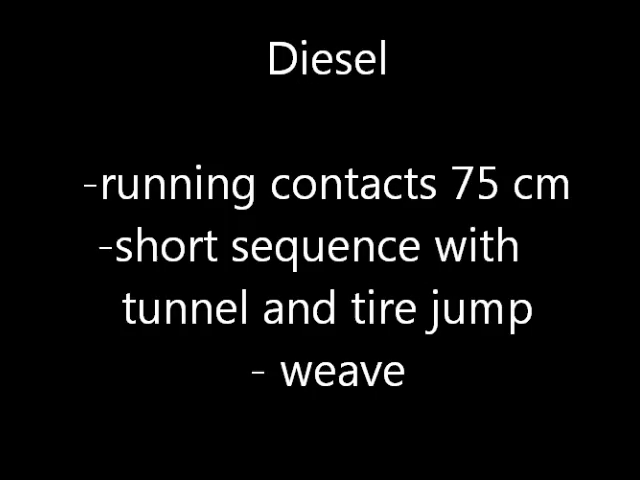 Diesel
-running contacts 75 cm
-short sequence with
tunnel and tire jump
- weave